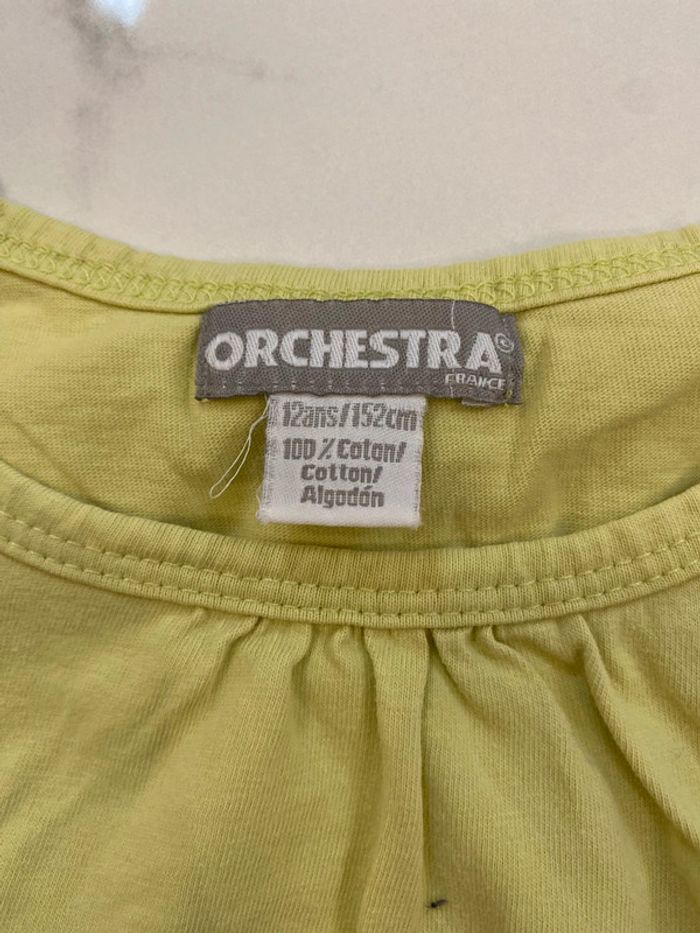 ORCHESTRA©
FRANCE
12ans/152cm
100% Coton/
Cotton/
Algodón